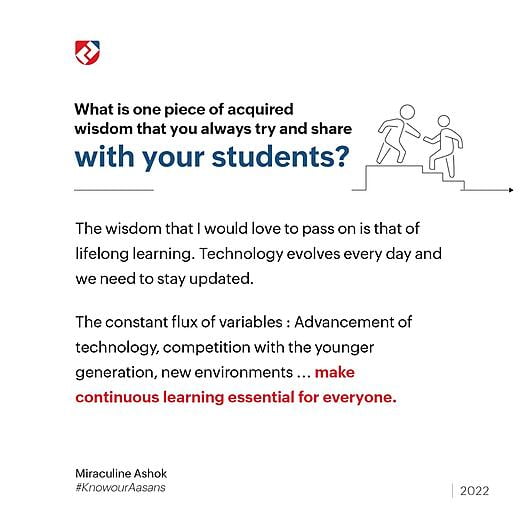 What is one piece of acquired
wisdom that you always try and share
with your students?
The wisdom that I would love to pass on is that of
lifelong learning. Technology evolves every day and
we need to stay updated.
The constant flux of variables : Advancement of
technology, competition with the younger
generation, new environments ... make
continuous learning essential for everyone.
Miraculine Ashok
#KnowourAasans
2022